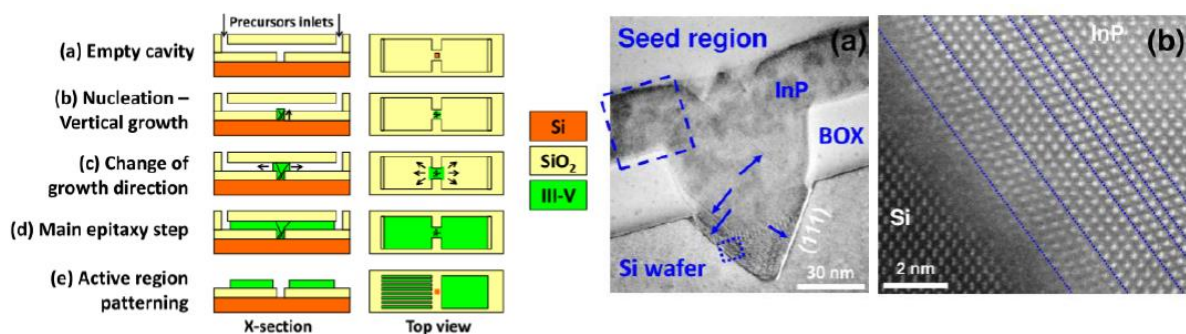 Precursors inlets
(a) Empty cavity
(b) Nucleation –
Vertical growth
(c) Change of
growth direction
(d) Main epitaxy step
(e) Active region
patterning
X-section
Top view
Si
SiO₂
III-V
Seed region
(a)
InP
BOX
(111)
Si wafer
30 nm
InP
(b)
Si
2 nm